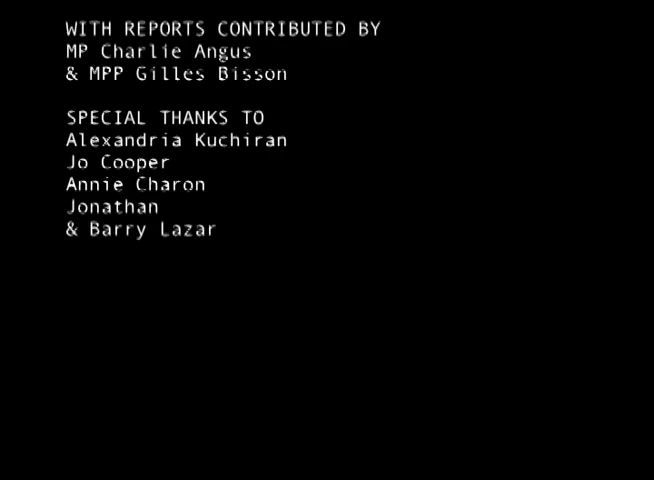 WITH REPORTS CONTRIBUTED BY
MP Charlie Angus
& MPP Gilles Bisson
SPECIAL THANKS TO
Alexandria Kuchiran
Jo Cooper
Annie Charon
Jonathan
& Barry Lazar